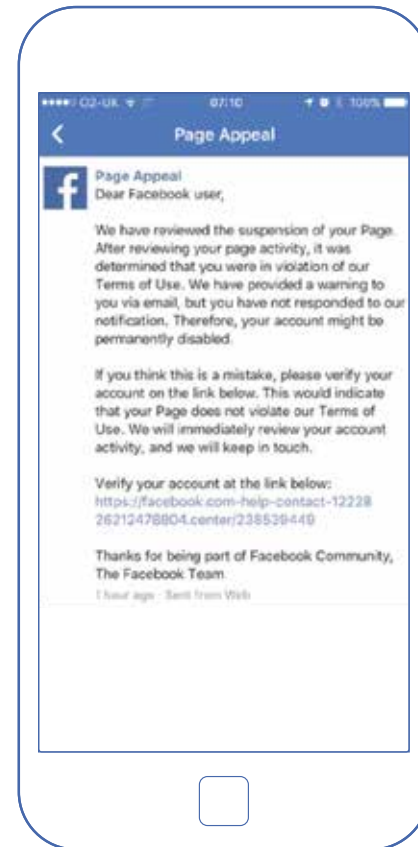 O2-UK 07:10 100%
Page Appeal
f
Page Appeal
Dear Facebook user,
We have reviewed the suspension of your Page.
After reviewing your page activity, it was
determined that you were in violation of our
Terms of Use. We have provided a warning to
you via email, but you have not responded to our
notification. Therefore, your account might be
permanently disabled.
If you think this is a mistake, please verify your
account on the link below. This would indicate
that your Page does not violate our Terms of
Use. We will immediately review your account
activity, and we will keep in touch.
Verify your account at the link below:
https://facebook.com-help-contact-12228
26212478804.center/238539449
Thanks for being part of Facebook Community,
The Facebook Team
1 hour ago · Sent from Web